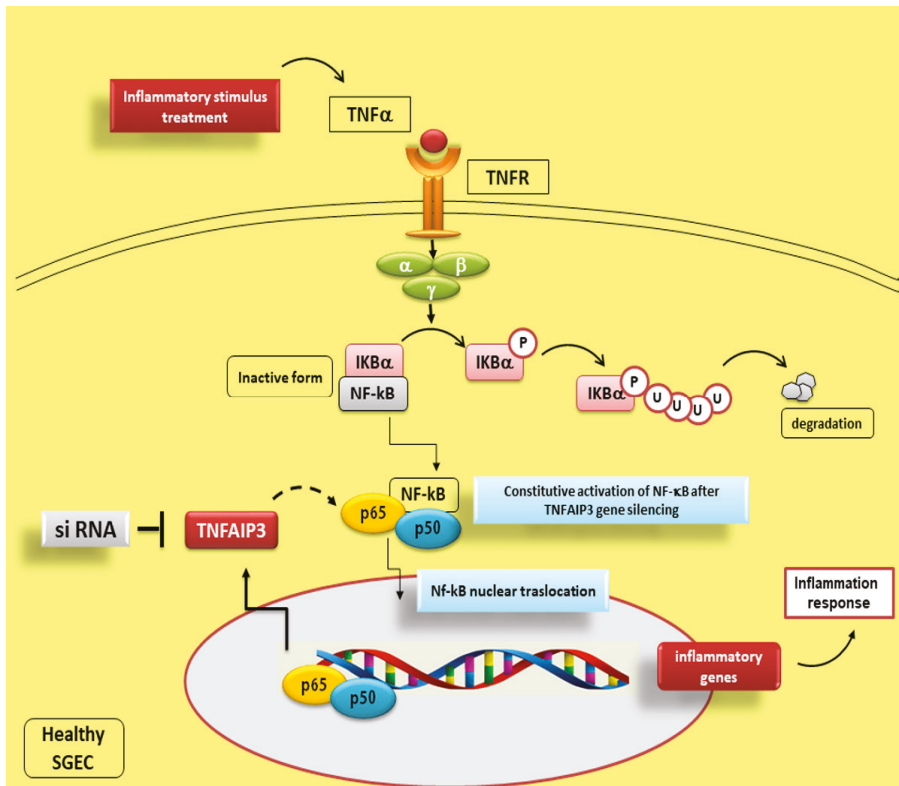 Inflammatory stimulus
treatment
TNFα
TNFR
α
β
γ
Inactive form
IKBα
NF-kB
IKBα
P
IKBα
P
U
U
U
U
degradation
NF-kB
p65
p50
Constitutive activation of NF-κB after
TNFAIP3 gene silencing
si RNA
TNFAIP3
Nf-kB nuclear traslocation
Inflammation
response
inflammatory
genes
p65
p50
Healthy
SGEC